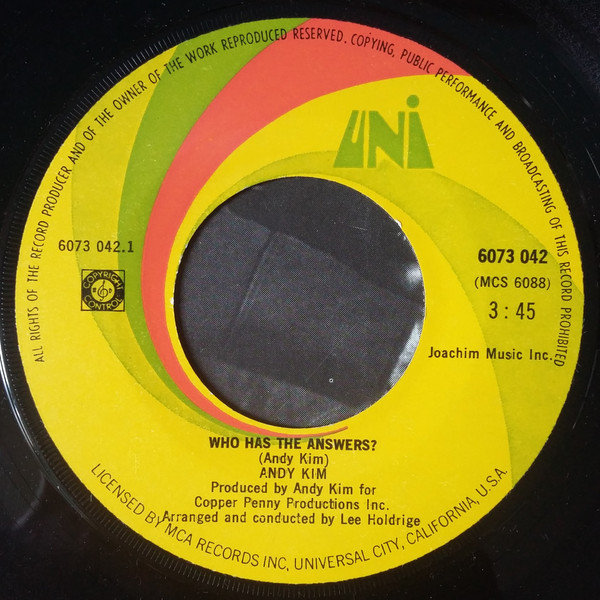 ALL RIGHTS OF THE RECORD PRODUCER AND OF THE OWNER OF THE WORK REPRODUCED RESERVED. COPYING, PUBLIC PERFORMANCE AND BROADCASTING OF THIS RECORD PROHIBITED
UNi
6073 042.1
COPYRIGHT
CONTROL
6073 042
(MCS 6088)
3:45
Joachim Music Inc.
WHO HAS THE ANSWERS?
(Andy Kim)
ANDY KIM
Produced by Andy Kim for
Copper Penny Productions Inc.
Arranged and conducted by Lee Holdrige
LICENSED BY MCA RECORDS INC, UNIVERSAL CITY, CALIFORNIA, U.S.A.